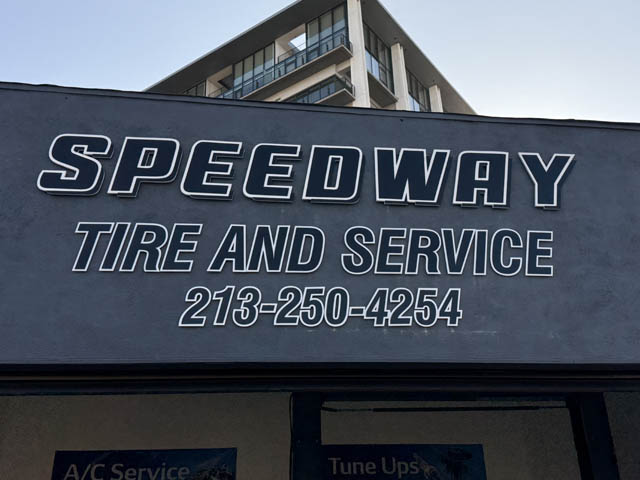 SPEEDWAY
TIRE AND SERVICE
213-250-4254
A/C Service
Tune Ups